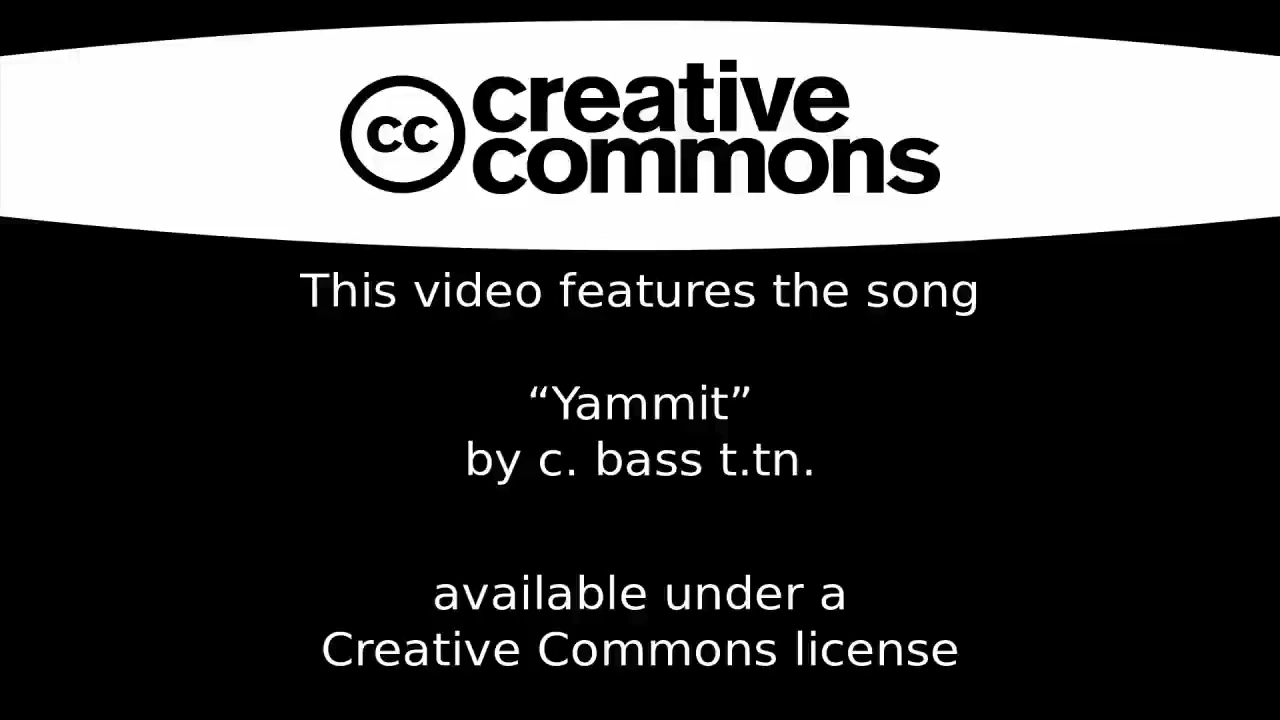 cc creative
commons
This video features the song
“Yammit”
by c. bass t.tn.
available under a
Creative Commons license